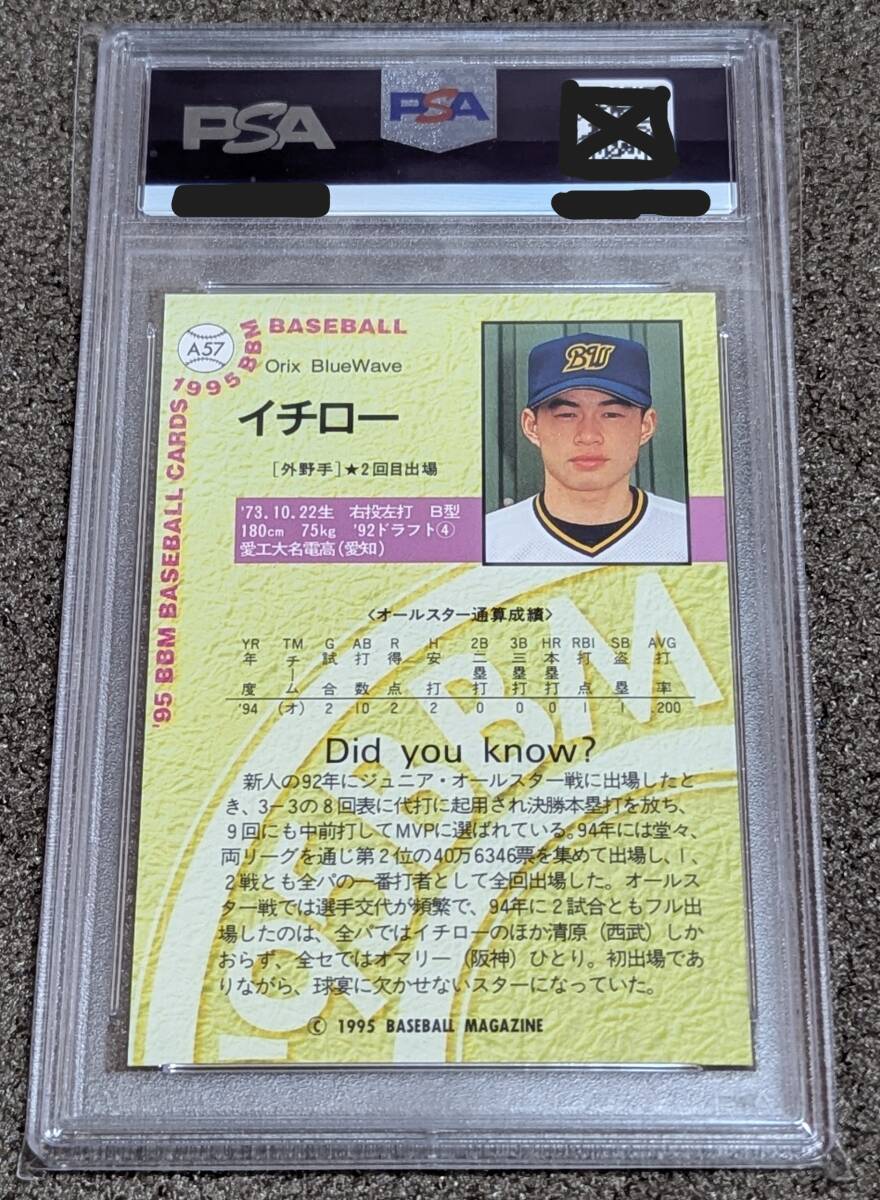 PSA
PSA
A57
1995 BBM BASEBALL
'95 BBM BASEBALL CARDS
Orix BlueWave
イチロー
[外野手]★2回目出場
'73.10.22生 右投左打 B型
180cm 75kg '92ドラフト④
愛工大名電高(愛知)
BW
〈オールスター通算成績〉
YR TM G AB R H 2B 3B HR RBI SB AVG
年度 チーム 試合 打数 得点 安打 二塁打 三塁打 本塁打 打点 盗塁 打率
'94 (オ) 2 10 2 2 0 0 0 1 1 .200
Did you know?
新人の92年にジュニア・オールスター戦に出場したと
き、3−3の8回表に代打に起用され決勝本塁打を放ち、
9回にも中前打してMVPに選ばれている。94年には堂々、
両リーグを通じ第2位の40万6346票を集めて出場し、1、
2戦とも全パの一番打者として全回出場した。オールス
ター戦では選手交代が頻繁で、94年に2試合ともフル出
場したのは、全パではイチローのほか清原（西武）しか
おらず、全セではオマリー（阪神）ひとり。初出場であ
りながら、球宴に欠かせないスターになっていた。
© 1995 BASEBALL MAGAZINE